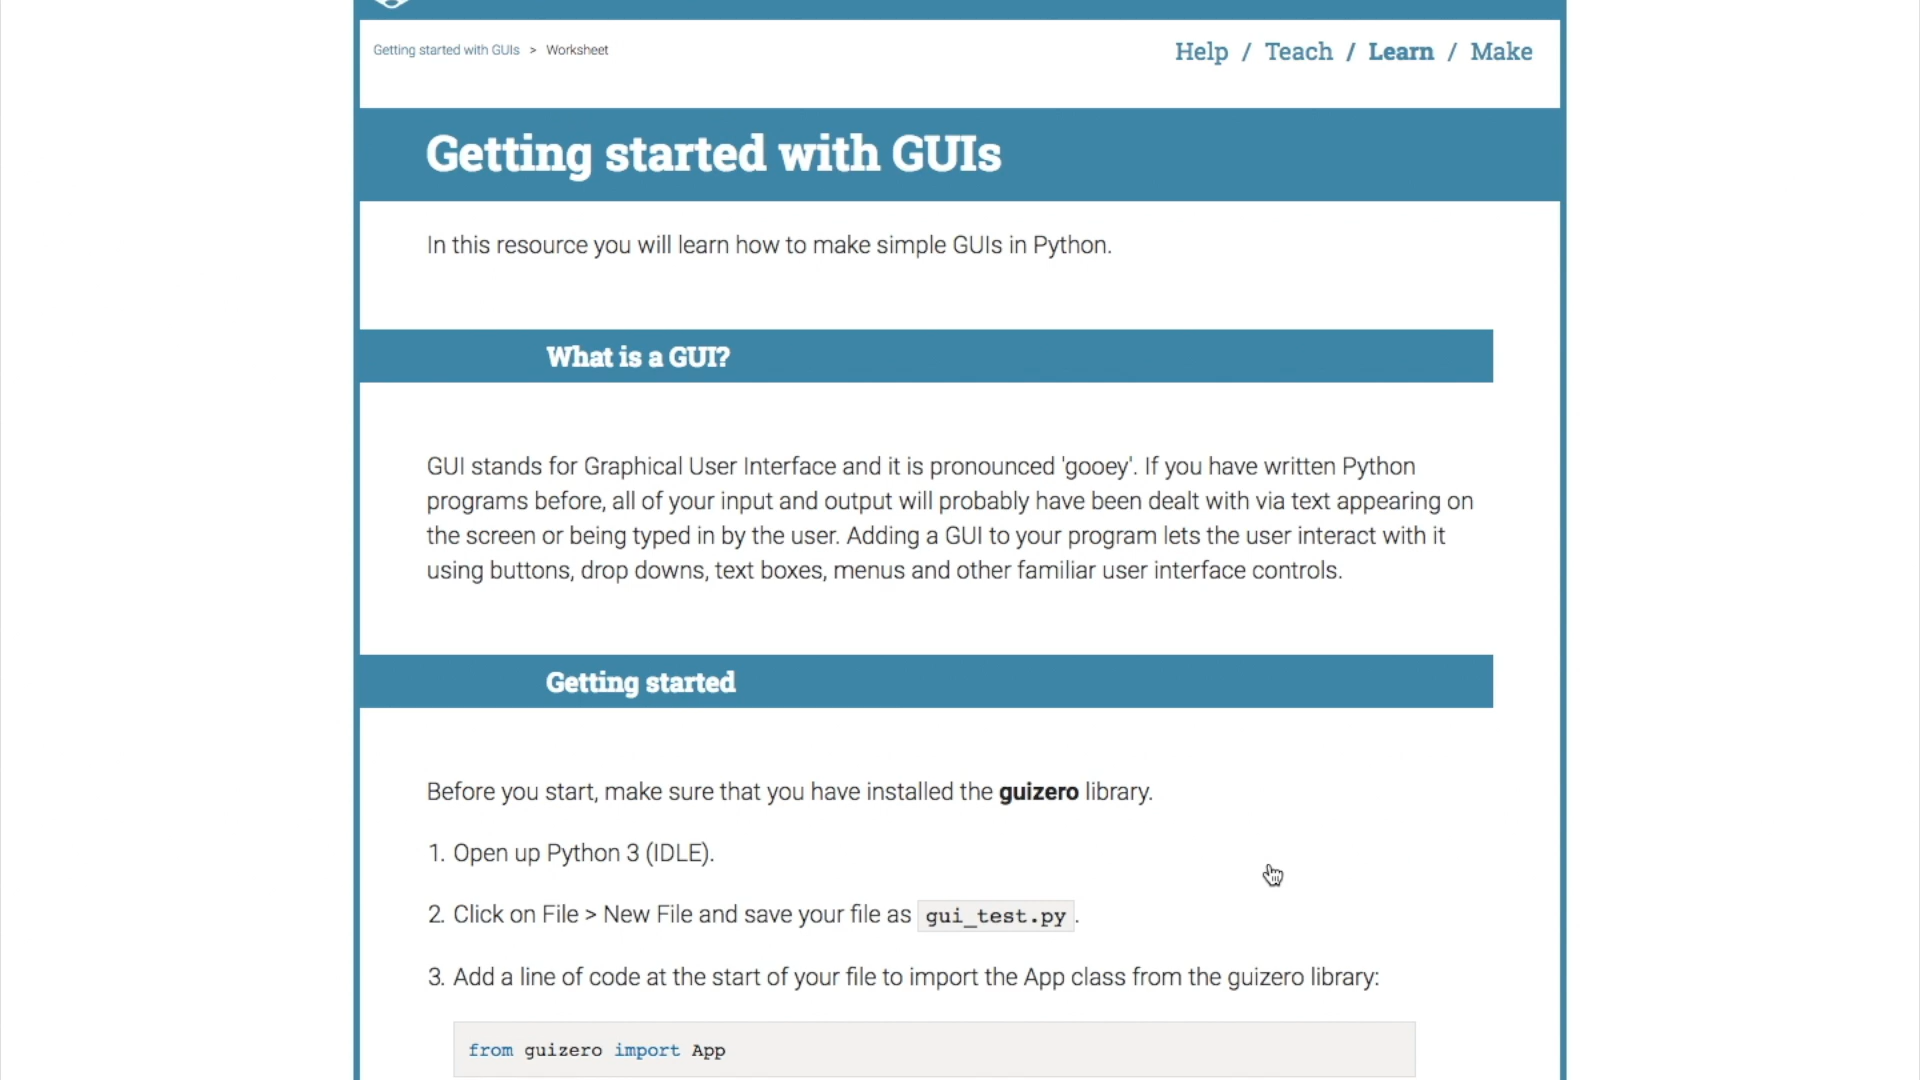 Getting started with GUIs > Worksheet
Help / Teach / Learn / Make
Getting started with GUIs
In this resource you will learn how to make simple GUIs in Python.
What is a GUI?
GUI stands for Graphical User Interface and it is pronounced 'gooey'. If you have written Python
programs before, all of your input and output will probably have been dealt with via text appearing on
the screen or being typed in by the user. Adding a GUI to your program lets the user interact with it
using buttons, drop downs, text boxes, menus and other familiar user interface controls.
Getting started
Before you start, make sure that you have installed the guizero library.
1. Open up Python 3 (IDLE).
2. Click on File > New File and save your file as gui_test.py.
3. Add a line of code at the start of your file to import the App class from the guizero library:
from guizero import App